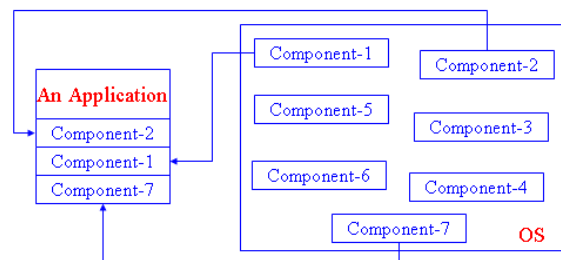 An Application
Component-2
Component-1
Component-7
Component-1
Component-2
Component-5
Component-3
Component-6
Component-4
Component-7
OS